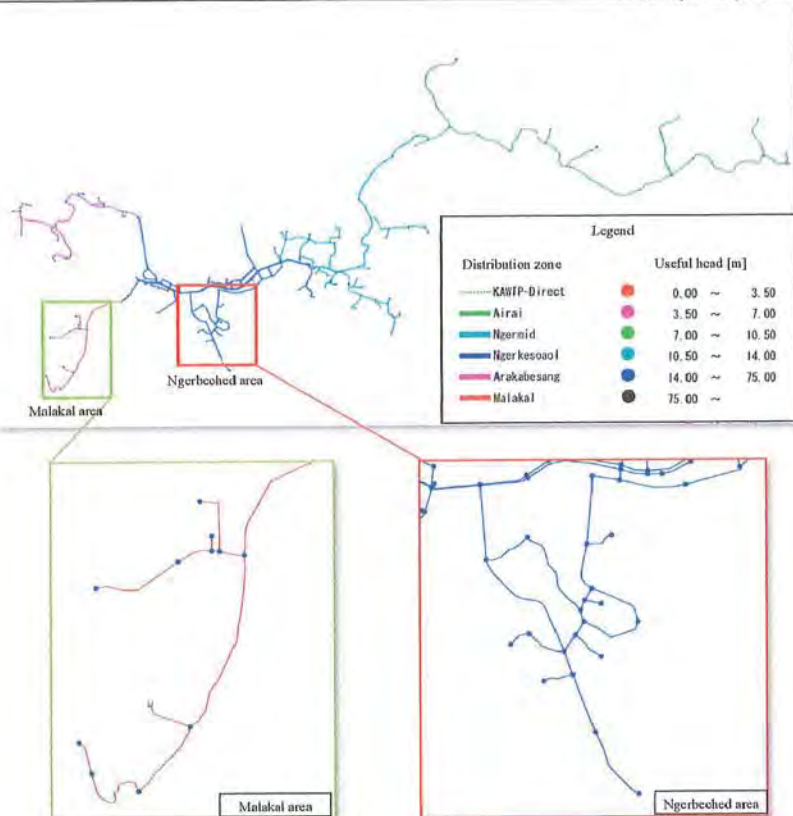 Legend
Distribution zone
Useful head [m]
KAWTP-Direct
0.00 ~ 3.50
Airai
3.50 ~ 7.00
Ngermid
7.00 ~ 10.50
Ngerkesoaol
10.50 ~ 14.00
Arakabesang
14.00 ~ 75.00
Malakal
75.00 ~
Malakal area
Ngerbeched area
Malakal area
Ngerbeched area